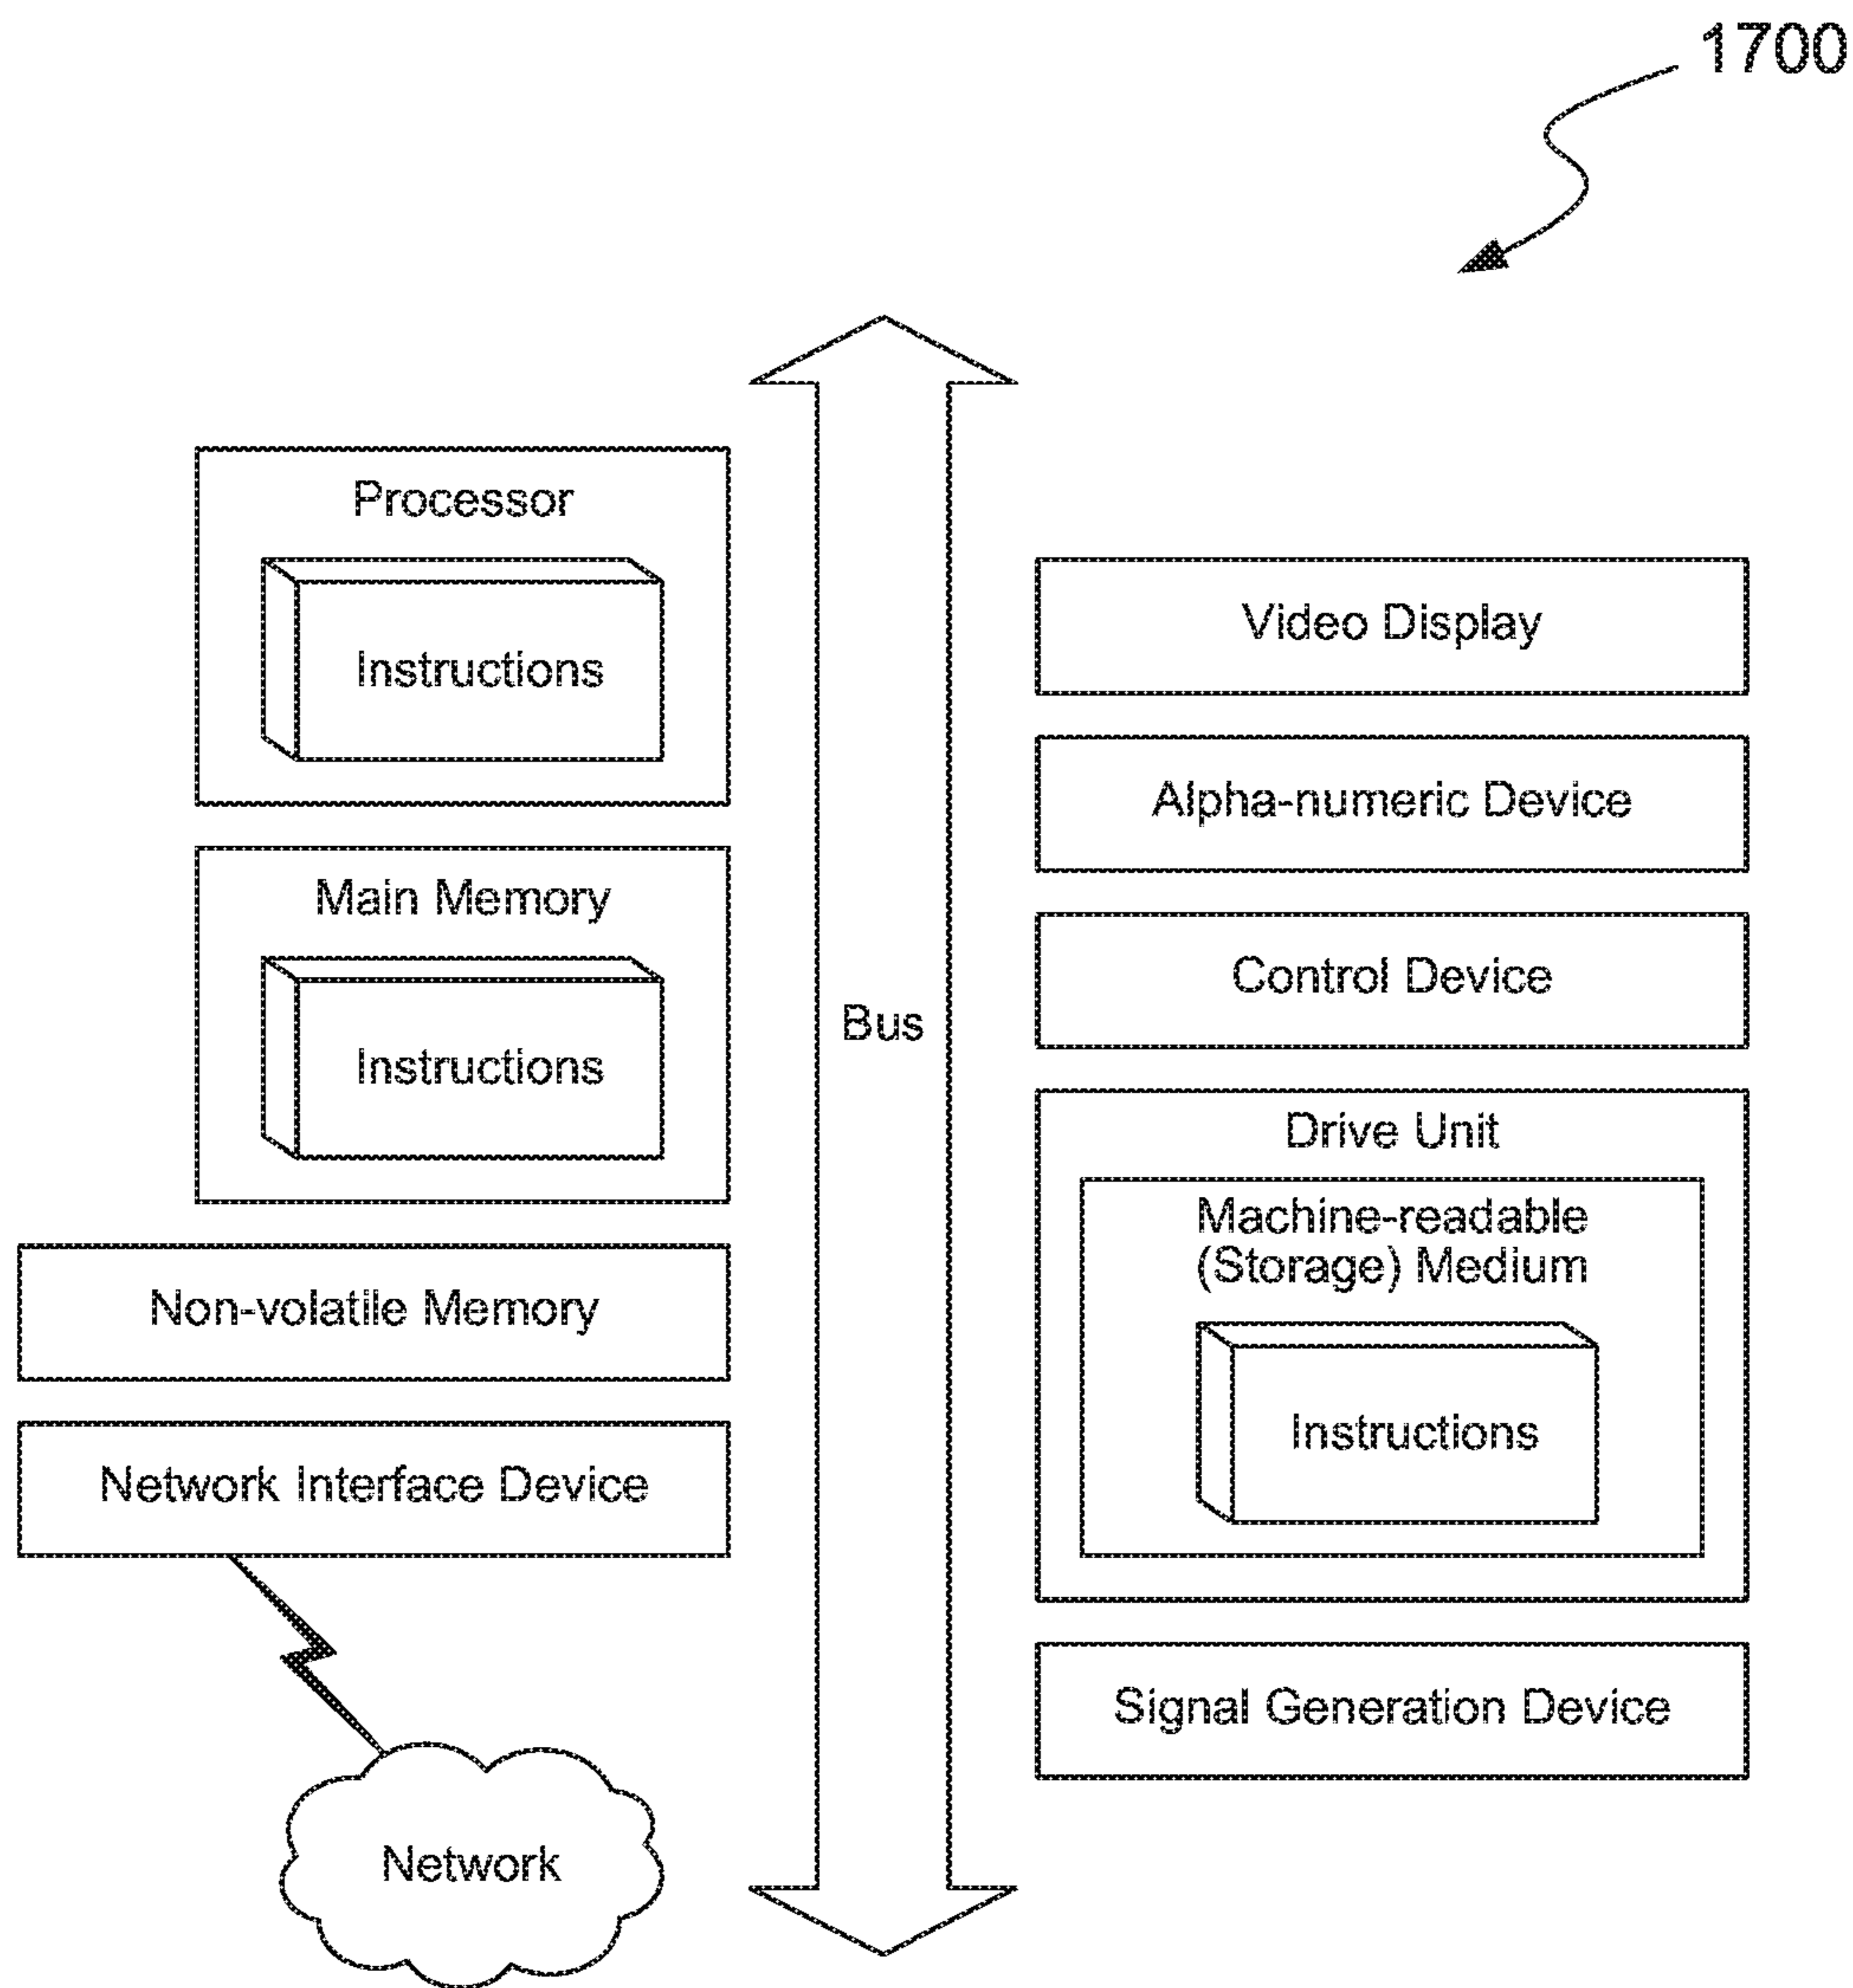 1700
Processor
Instructions
Main Memory
Instructions
Non-volatile Memory
Network Interface Device
Network
Bus
Video Display
Alpha-numeric Device
Control Device
Drive Unit
Machine-readable
(Storage) Medium
Instructions
Signal Generation Device